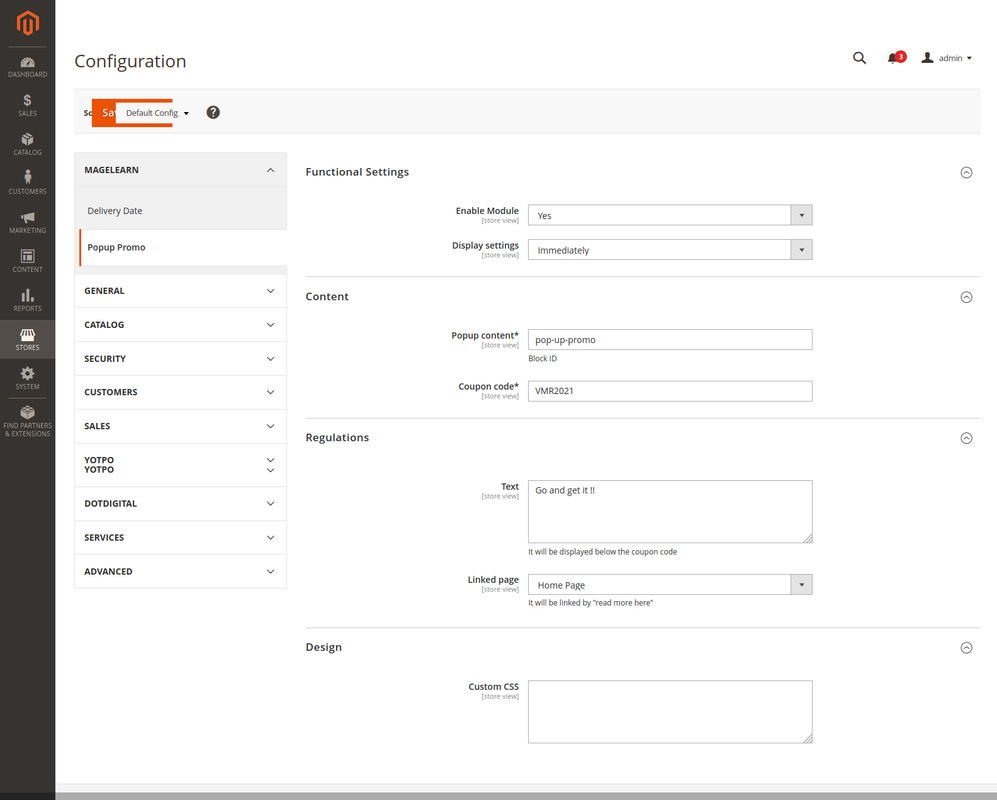 Configuration
3
admin
Default Config
?
DASHBOARD
SALES
CATALOG
CUSTOMERS
MARKETING
CONTENT
REPORTS
STORES
SYSTEM
FIND PARTNERS
& EXTENSIONS
MAGELEARN
Delivery Date
Popup Promo
GENERAL
CATALOG
SECURITY
CUSTOMERS
SALES
YOTPO
YOTPO
DOTDIGITAL
SERVICES
ADVANCED
Functional Settings
Enable Module
[store view]
Yes
Display settings
[store view]
Immediately
Content
Popup content*
[store view]
pop-up-promo
Block ID
Coupon code*
[store view]
VMR2021
Regulations
Text
[store view]
Go and get it !!
It will be displayed below the coupon code
Linked page
[store view]
Home Page
It will be linked by "read more here"
Design
Custom CSS
[store view]